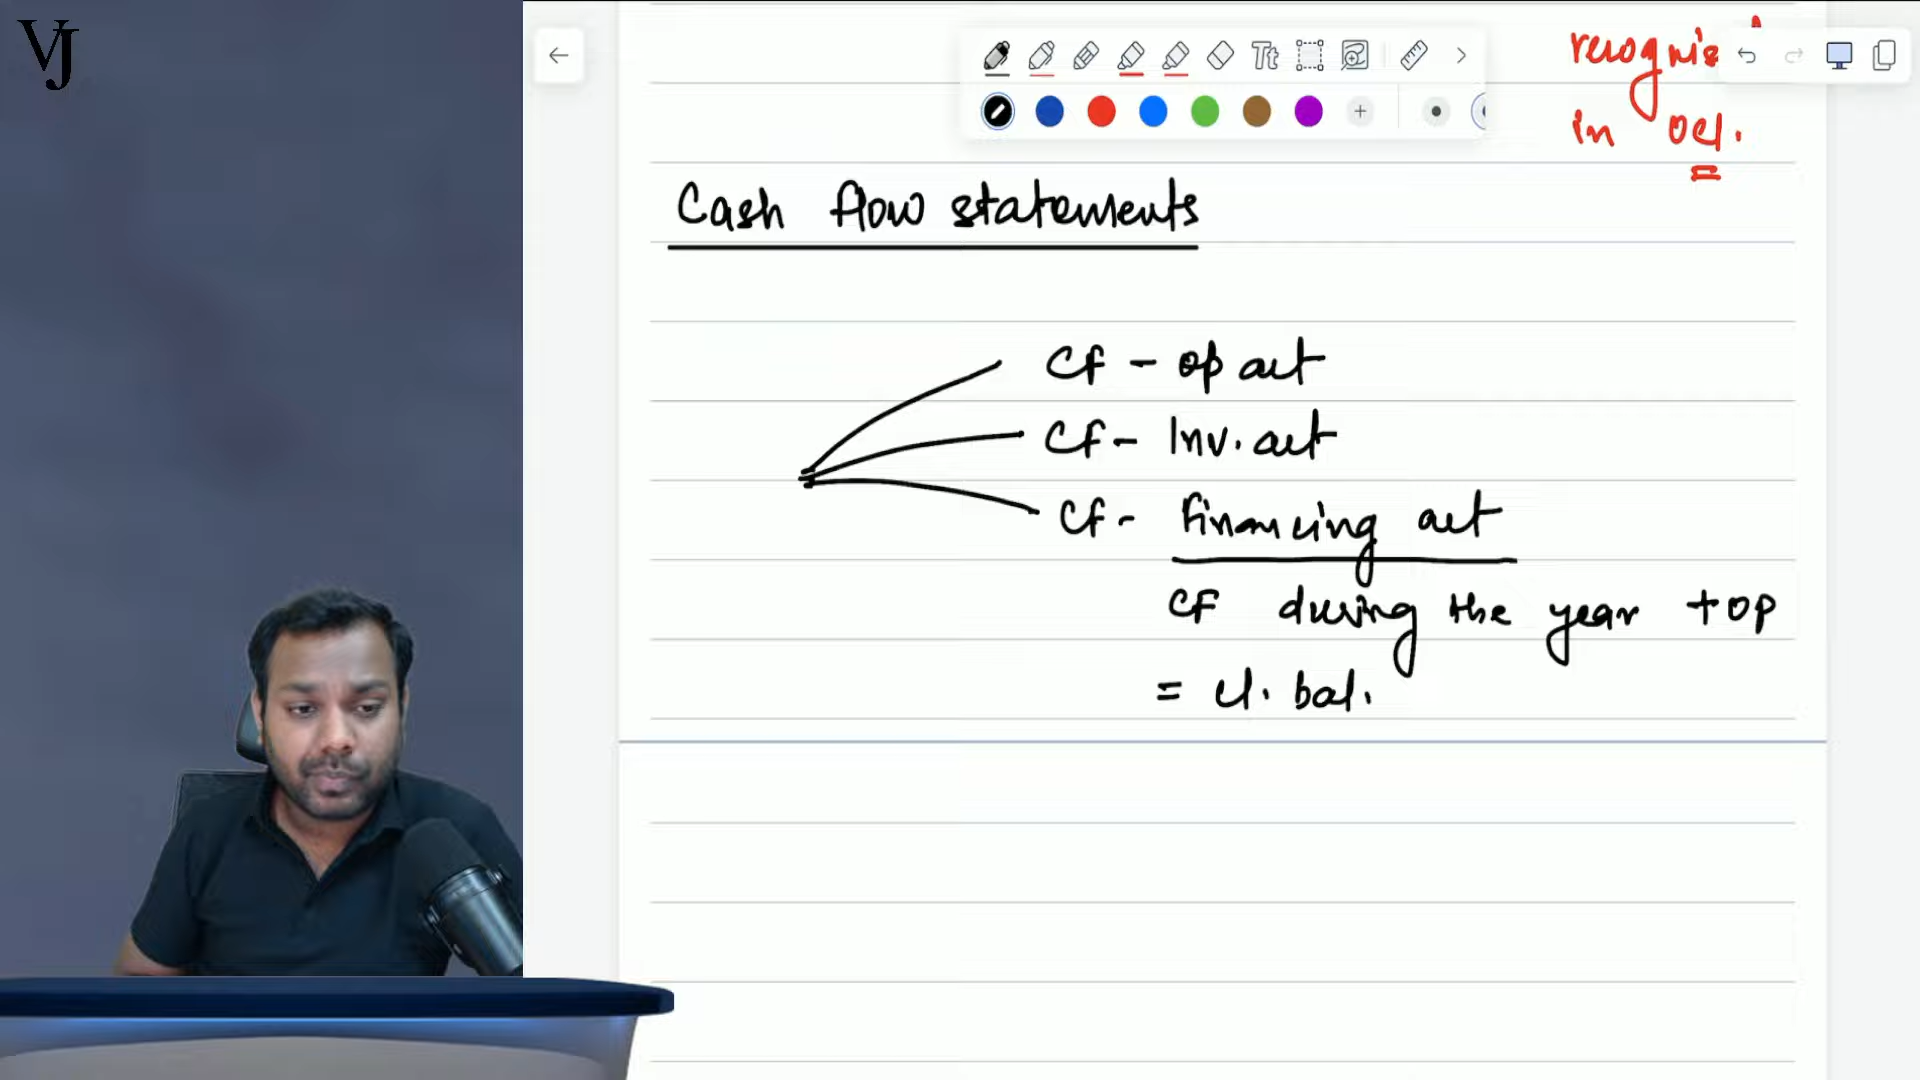 VJ
recognis
in OCI.
Cash flow statements
CF - op act
CF - Inv. act
CF - Financing act
CF during the year + op
= cl. bal.